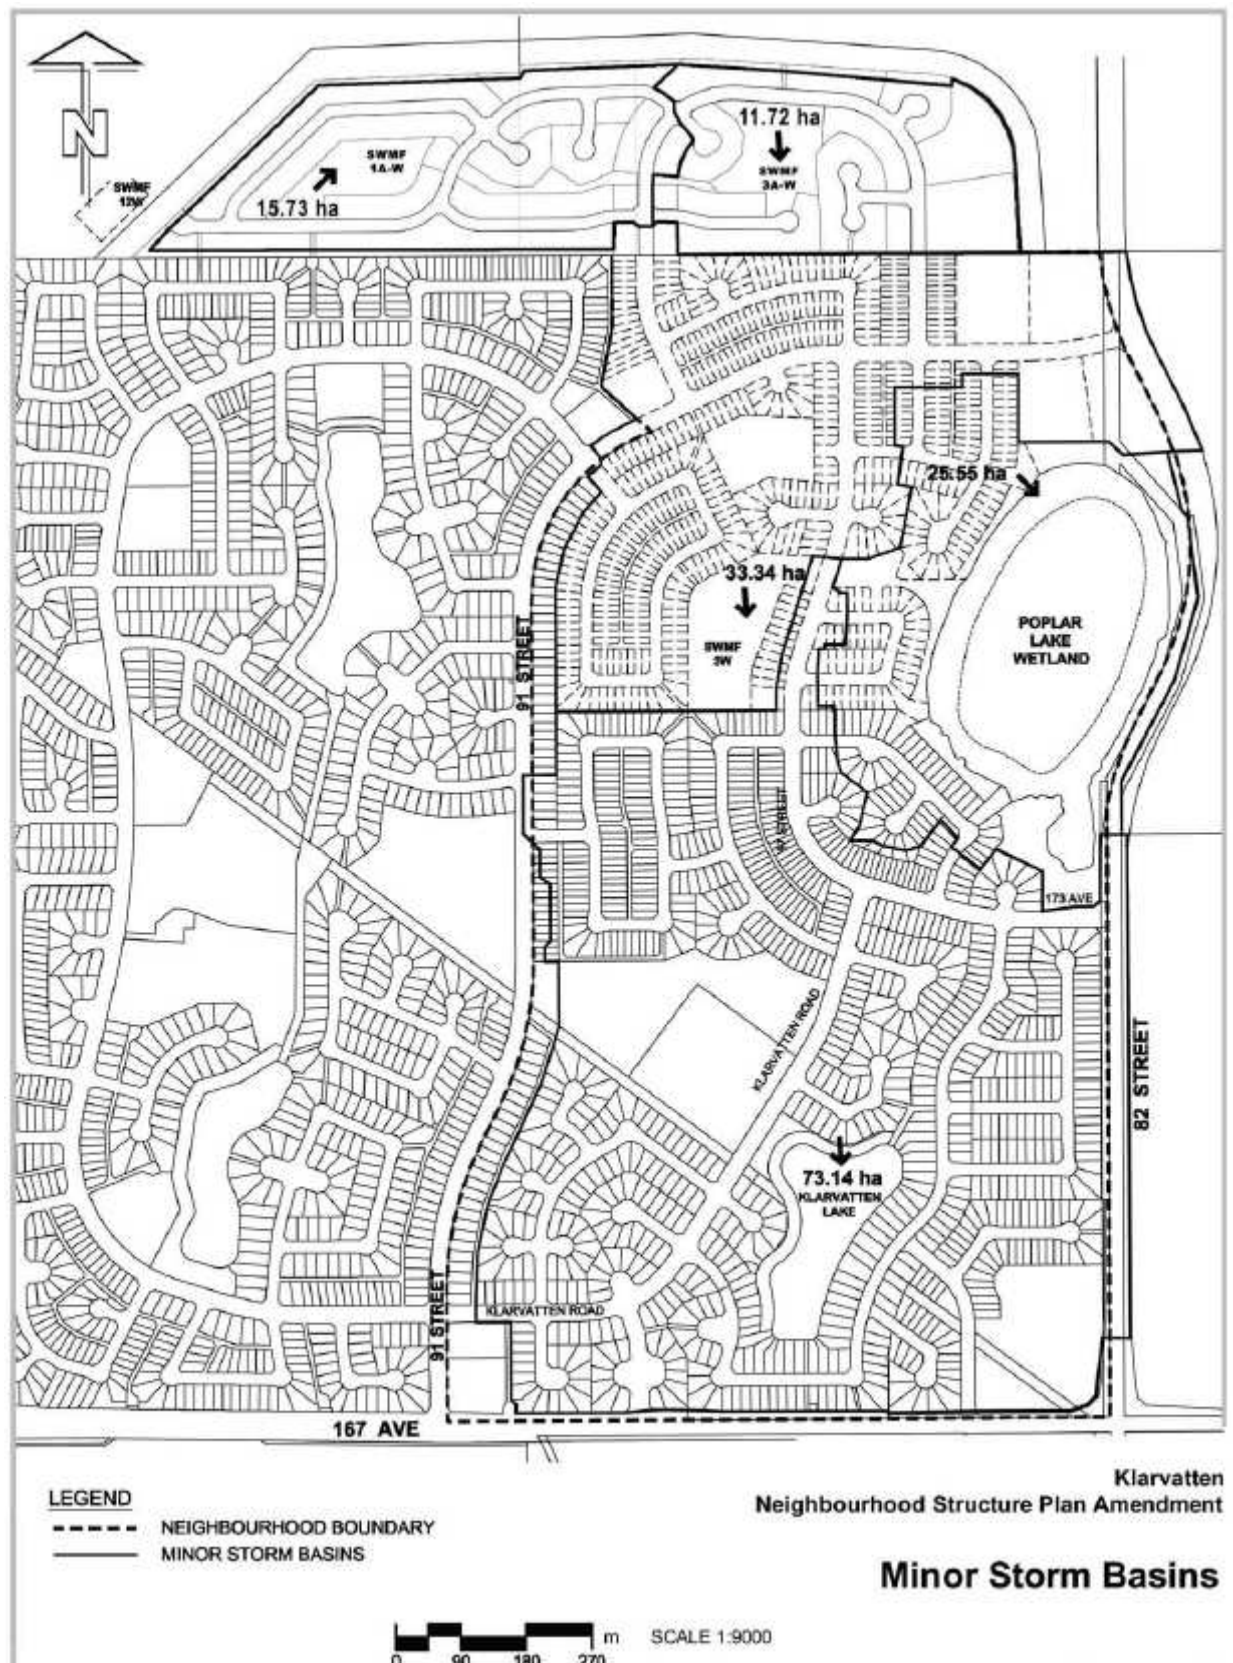 N
SWMF
12W
15.73 ha
SWMF
1A-W
11.72 ha
SWMF
3A-W
25.55 ha
33.34 ha
SWMF
3W
POPLAR
LAKE
WETLAND
91 STREET
87 STREET
173 AVE
KLARVATTEN ROAD
82 STREET
73.14 ha
KLARVATTEN
LAKE
KLARVATTEN ROAD
91 STREET
167 AVE
Klarvatten
Neighbourhood Structure Plan Amendment
LEGEND
NEIGHBOURHOOD BOUNDARY
MINOR STORM BASINS
Minor Storm Basins
m SCALE 1:9000
0 90 180 270